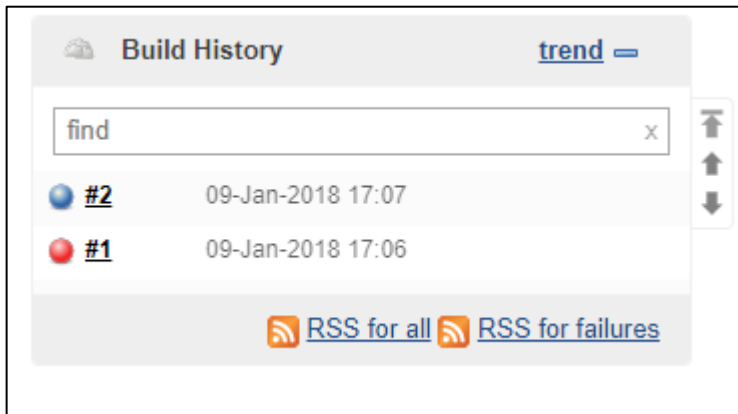 Build History trend
find x
#2 09-Jan-2018 17:07
#1 09-Jan-2018 17:06
RSS for all RSS for failures